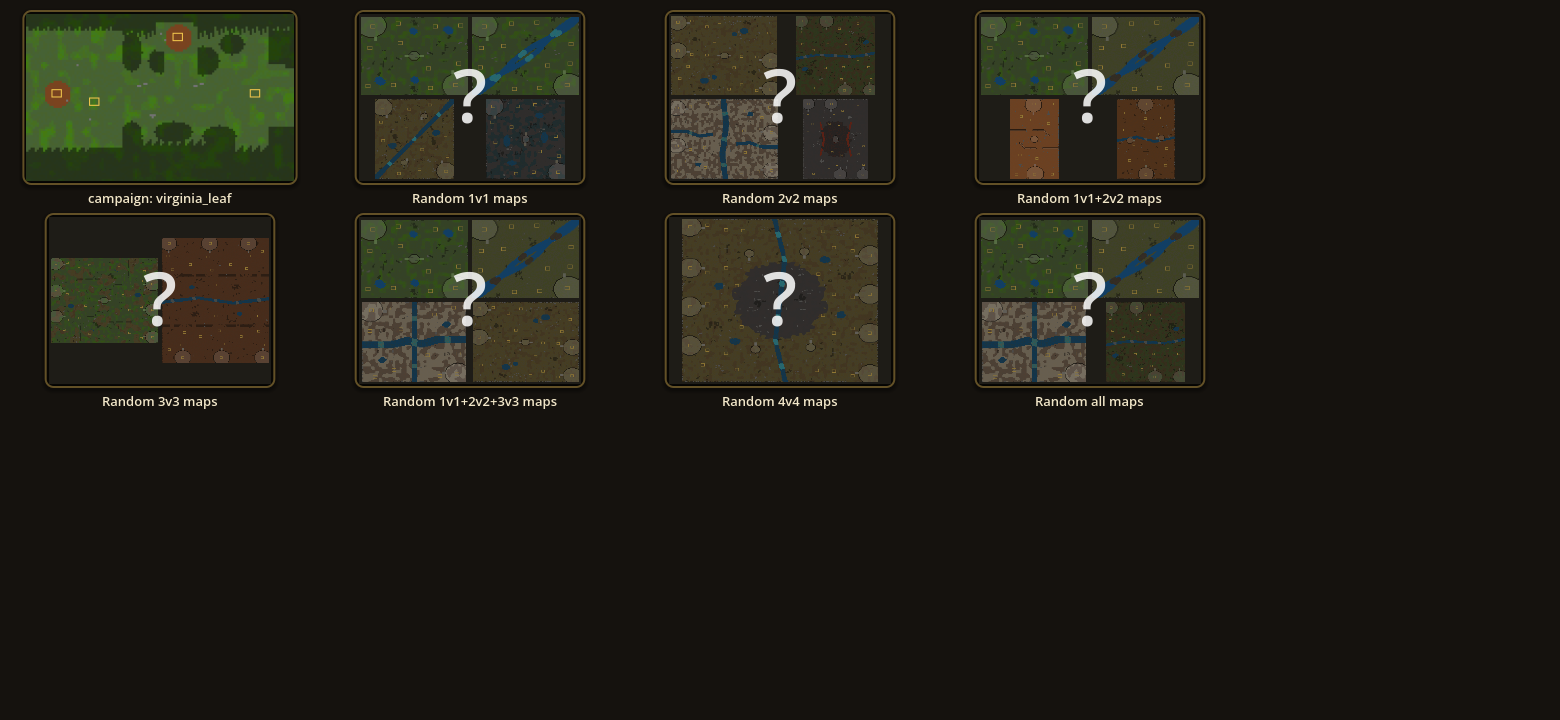 ?
?
?
campaign: virginia_leaf
Random 1v1 maps
Random 2v2 maps
Random 1v1+2v2 maps
?
?
?
?
Random 3v3 maps
Random 1v1+2v2+3v3 maps
Random 4v4 maps
Random all maps